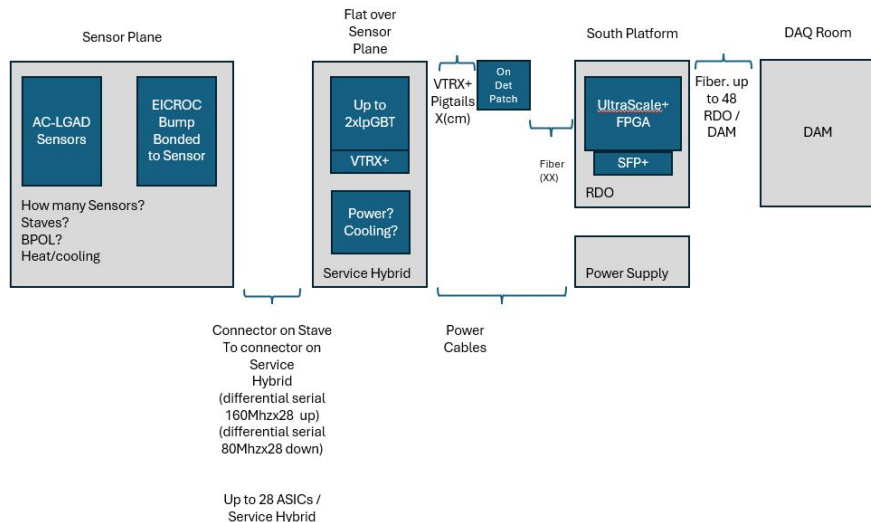 Sensor Plane
Flat over
Sensor
Plane
South Platform
DAQ Room
AC-LGAD
Sensors
EICROC
Bump
Bonded
to Sensor
How many Sensors?
Staves?
BPOL?
Heat/cooling
Up to
2xlpGBT
VTRX+
Power?
Cooling?
Service Hybrid
VTRX+
Pigtails
X(cm)
On
Det
Patch
Fiber
(XX)
UltraScale+
FPGA
SFP+
RDO
Fiber. up
to 48
RDO /
DAM
DAM
Power Supply
Connector on Stave
To connector on
Service
Hybrid
(differential serial
160Mhzx28 up)
(differential serial
80Mhzx28 down)
Power
Cables
Up to 28 ASICs /
Service Hybrid